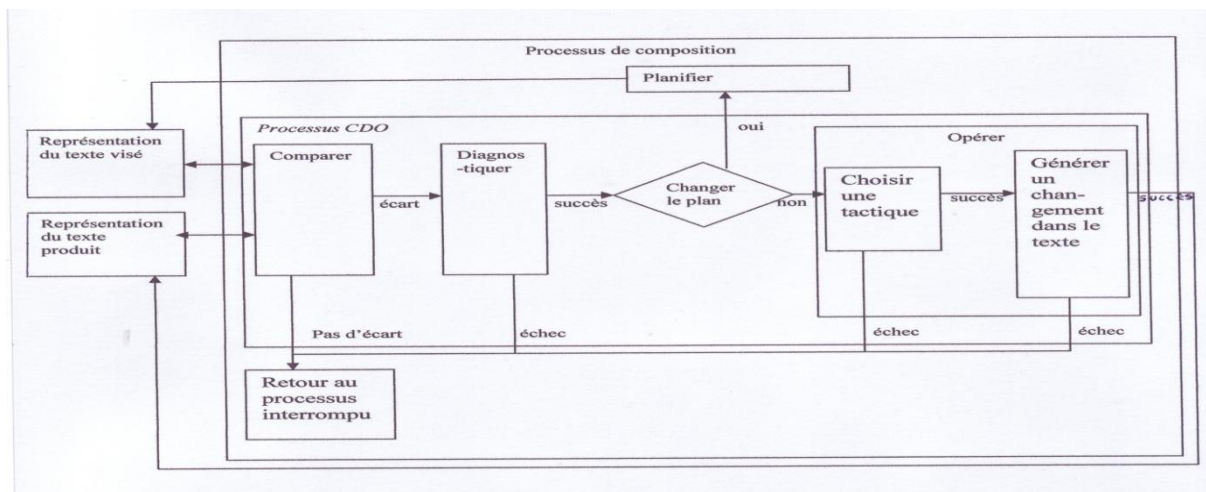 Processus de composition
Planifier
Processus CDO
oui
Opérer
Représentation
du texte visé
Comparer
Diagnos
-tiquer
Changer
le plan
Choisir
une
tactique
Générer
un
chan-
gement
dans le
texte
écart
succès
non
succès
succès
Représentation
du texte
produit
Pas d'écart
échec
échec
échec
Retour au
processus
interrompu